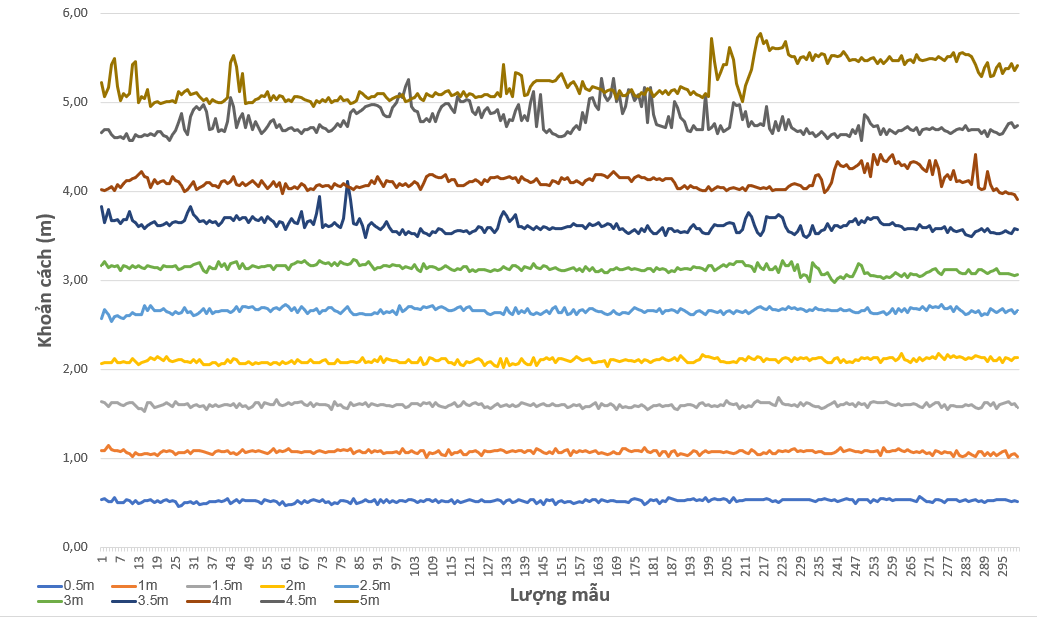 6,00
5,00
4,00
3,00
2,00
1,00
0,00
Khoản cách (m)
1 7 13 19 25 31 37 43 49 55 61 67 73 79 85 91 97 103 109 115 121 127 133 139 145 151 157 163 169 175 181 187 193 199 205 211 217 223 229 235 241 247 253 259 265 271 277 283 289 295
Lượng mẫu
0.5m 1m 1.5m 2m 2.5m
3m 3.5m 4m 4.5m 5m